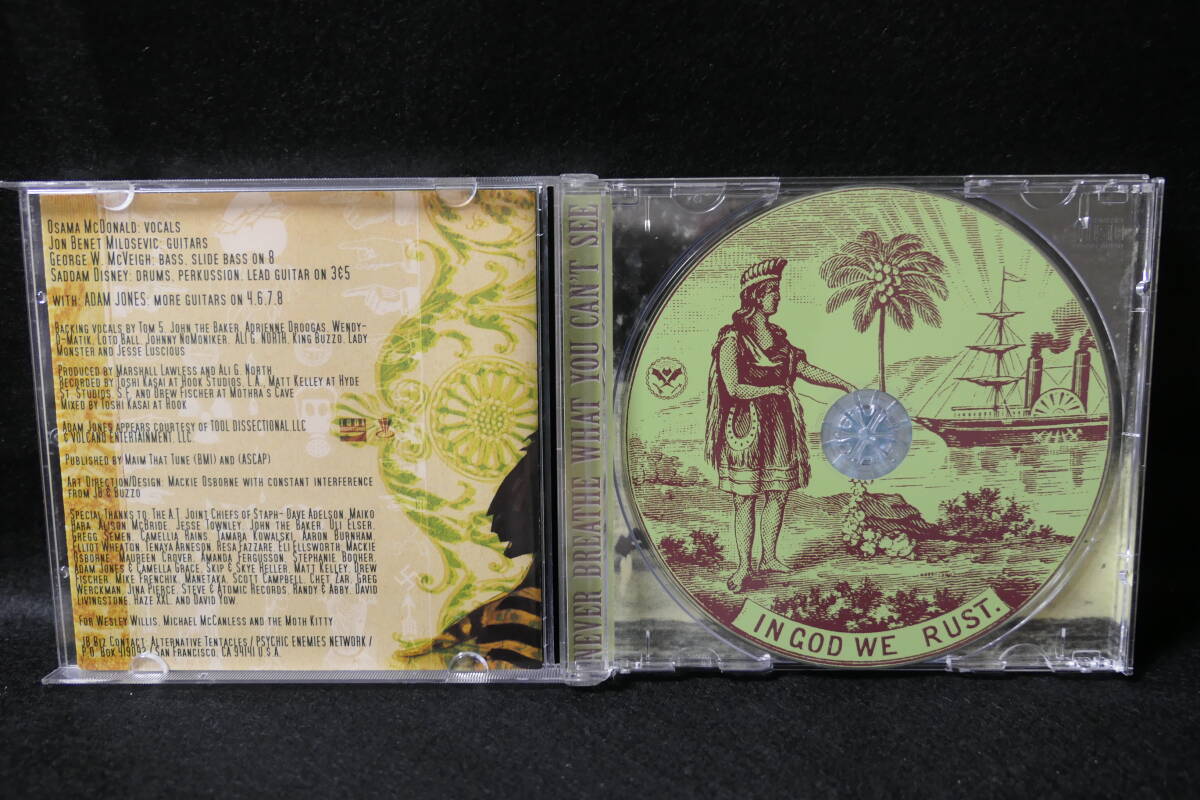 OSAMA MCDONALD: VOCALS
JON BENET MILOSEVIC: GUITARS
GEORGE W. MCVEIGH: BASS, SLIDE BASS ON 8
SADDAM DISNEY: DRUMS, PERKUSSION, LEAD GUITAR ON 3&5
WITH: ADAM JONES: MORE GUITARS ON 4,6,7,8
BACKING VOCALS BY TOM 5, JOHN THE BAKER, ADRIENNE DROOGAS, WENDY-
O-MATIK, LOTO BALL, JOHNNY NOMONIKER, ALI G. NORTH, KING BUZZO, LADY
MONSTER AND JESSE LUSCIOUS
PRODUCED BY MARSHALL LAWLESS AND ALI G. NORTH
RECORDED BY TOSHI KASAI AT HOOK STUDIOS, L.A., MATT KELLEY AT HYDE
ST. STUDIOS, S.F. AND DREW FISCHER AT MOTHRA'S CAVE
MIXED BY TOSHI KASAI AT HOOK
ADAM JONES APPEARS COURTESY OF TOOL DISSECTIONAL, LLC
& VOLCANO ENTERTAINMENT LLC
PUBLISHED BY MAIM THAT TUNE (BMI) AND (ASCAP)
ART DIRECTION/DESIGN: MACKIE OSBORNE WITH CONSTANT INTERFERENCE
FROM JB & BUZZO
SPECIAL THANKS TO THE A.T. JOINT CHIEFS OF STAPH-DAVE ADELSON, MAIKO
HARA, ALISON MCBRIDE, JESSE TOWNLEY, JOHN THE BAKER, ULI ELSER,
GREGG SEMEN, CAMELLIA RAINS, TAMARA KOWALSKI, AARON BURNHAM,
ELLIOT WHEATON, TENAYA ARNESON, RESA JAZZARE, ELI ELLSWORTH, MACKIE
OSBORNE, MAUREEN CROVER, AMANDA FERGUSSON, STEPHANIE BOOHER,
ADAM JONES & CAMELLA GRACE, SKIP & SKYE HELLER, MATT KELLEY, DREW
FISCHER, MIKE FRENCHIK, MANETAKA, SCOTT CAMPBELL, CHET ZAR, GREG
WERCKMAN, JINA PIERCE, STEVE & ATOMIC RECORDS, RANDY & ABBY, DAVID
LIVINGSTONE, HAZE XXL, AND DAVID YOW
FOR WESLEY WILLIS, MICHAEL MCCANLESS AND THE MOTH KITTY
JB BIZ CONTACT: ALTERNATIVE TENTACLES / PSYCHIC ENEMIES NETWORK /
P.O. BOX 419092 / SAN FRANCISCO, CA 94141 U.S.A.
NEVER BREATHE WHAT YOU CAN'T SEE
IN GOD WE RUST.